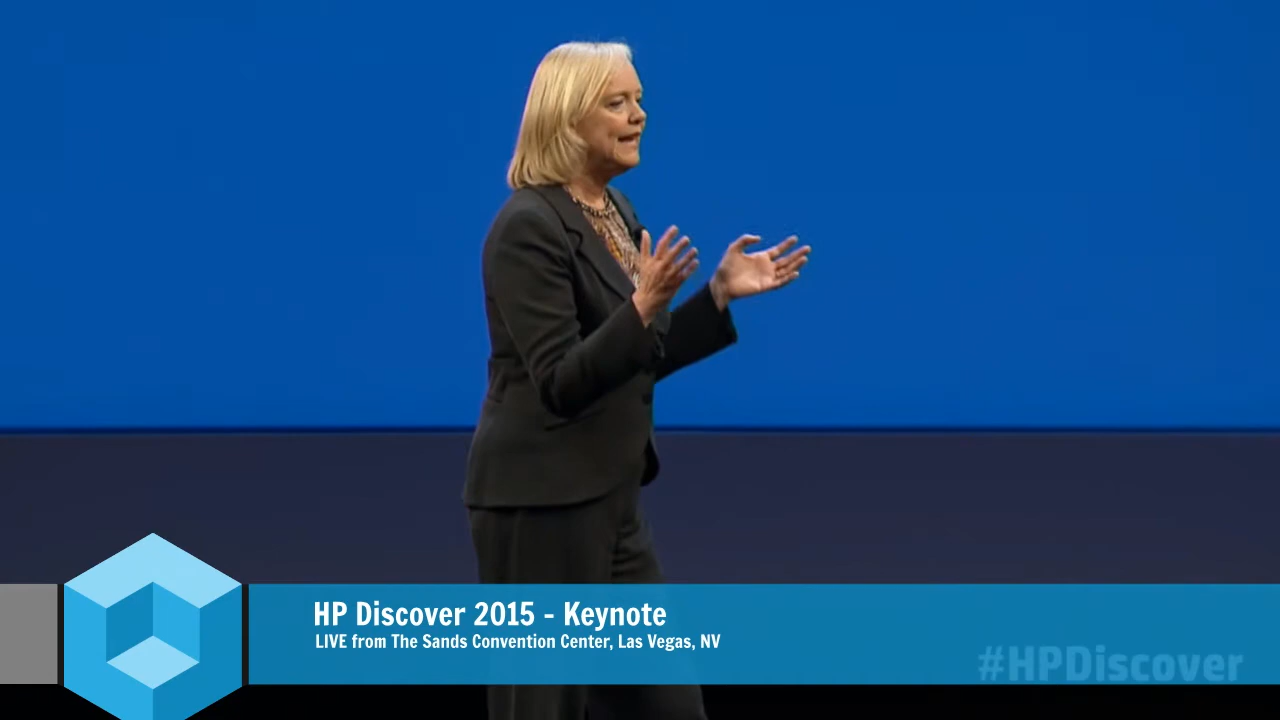 HP Discover 2015 - Keynote
LIVE from The Sands Convention Center, Las Vegas, NV
#HPDiscover